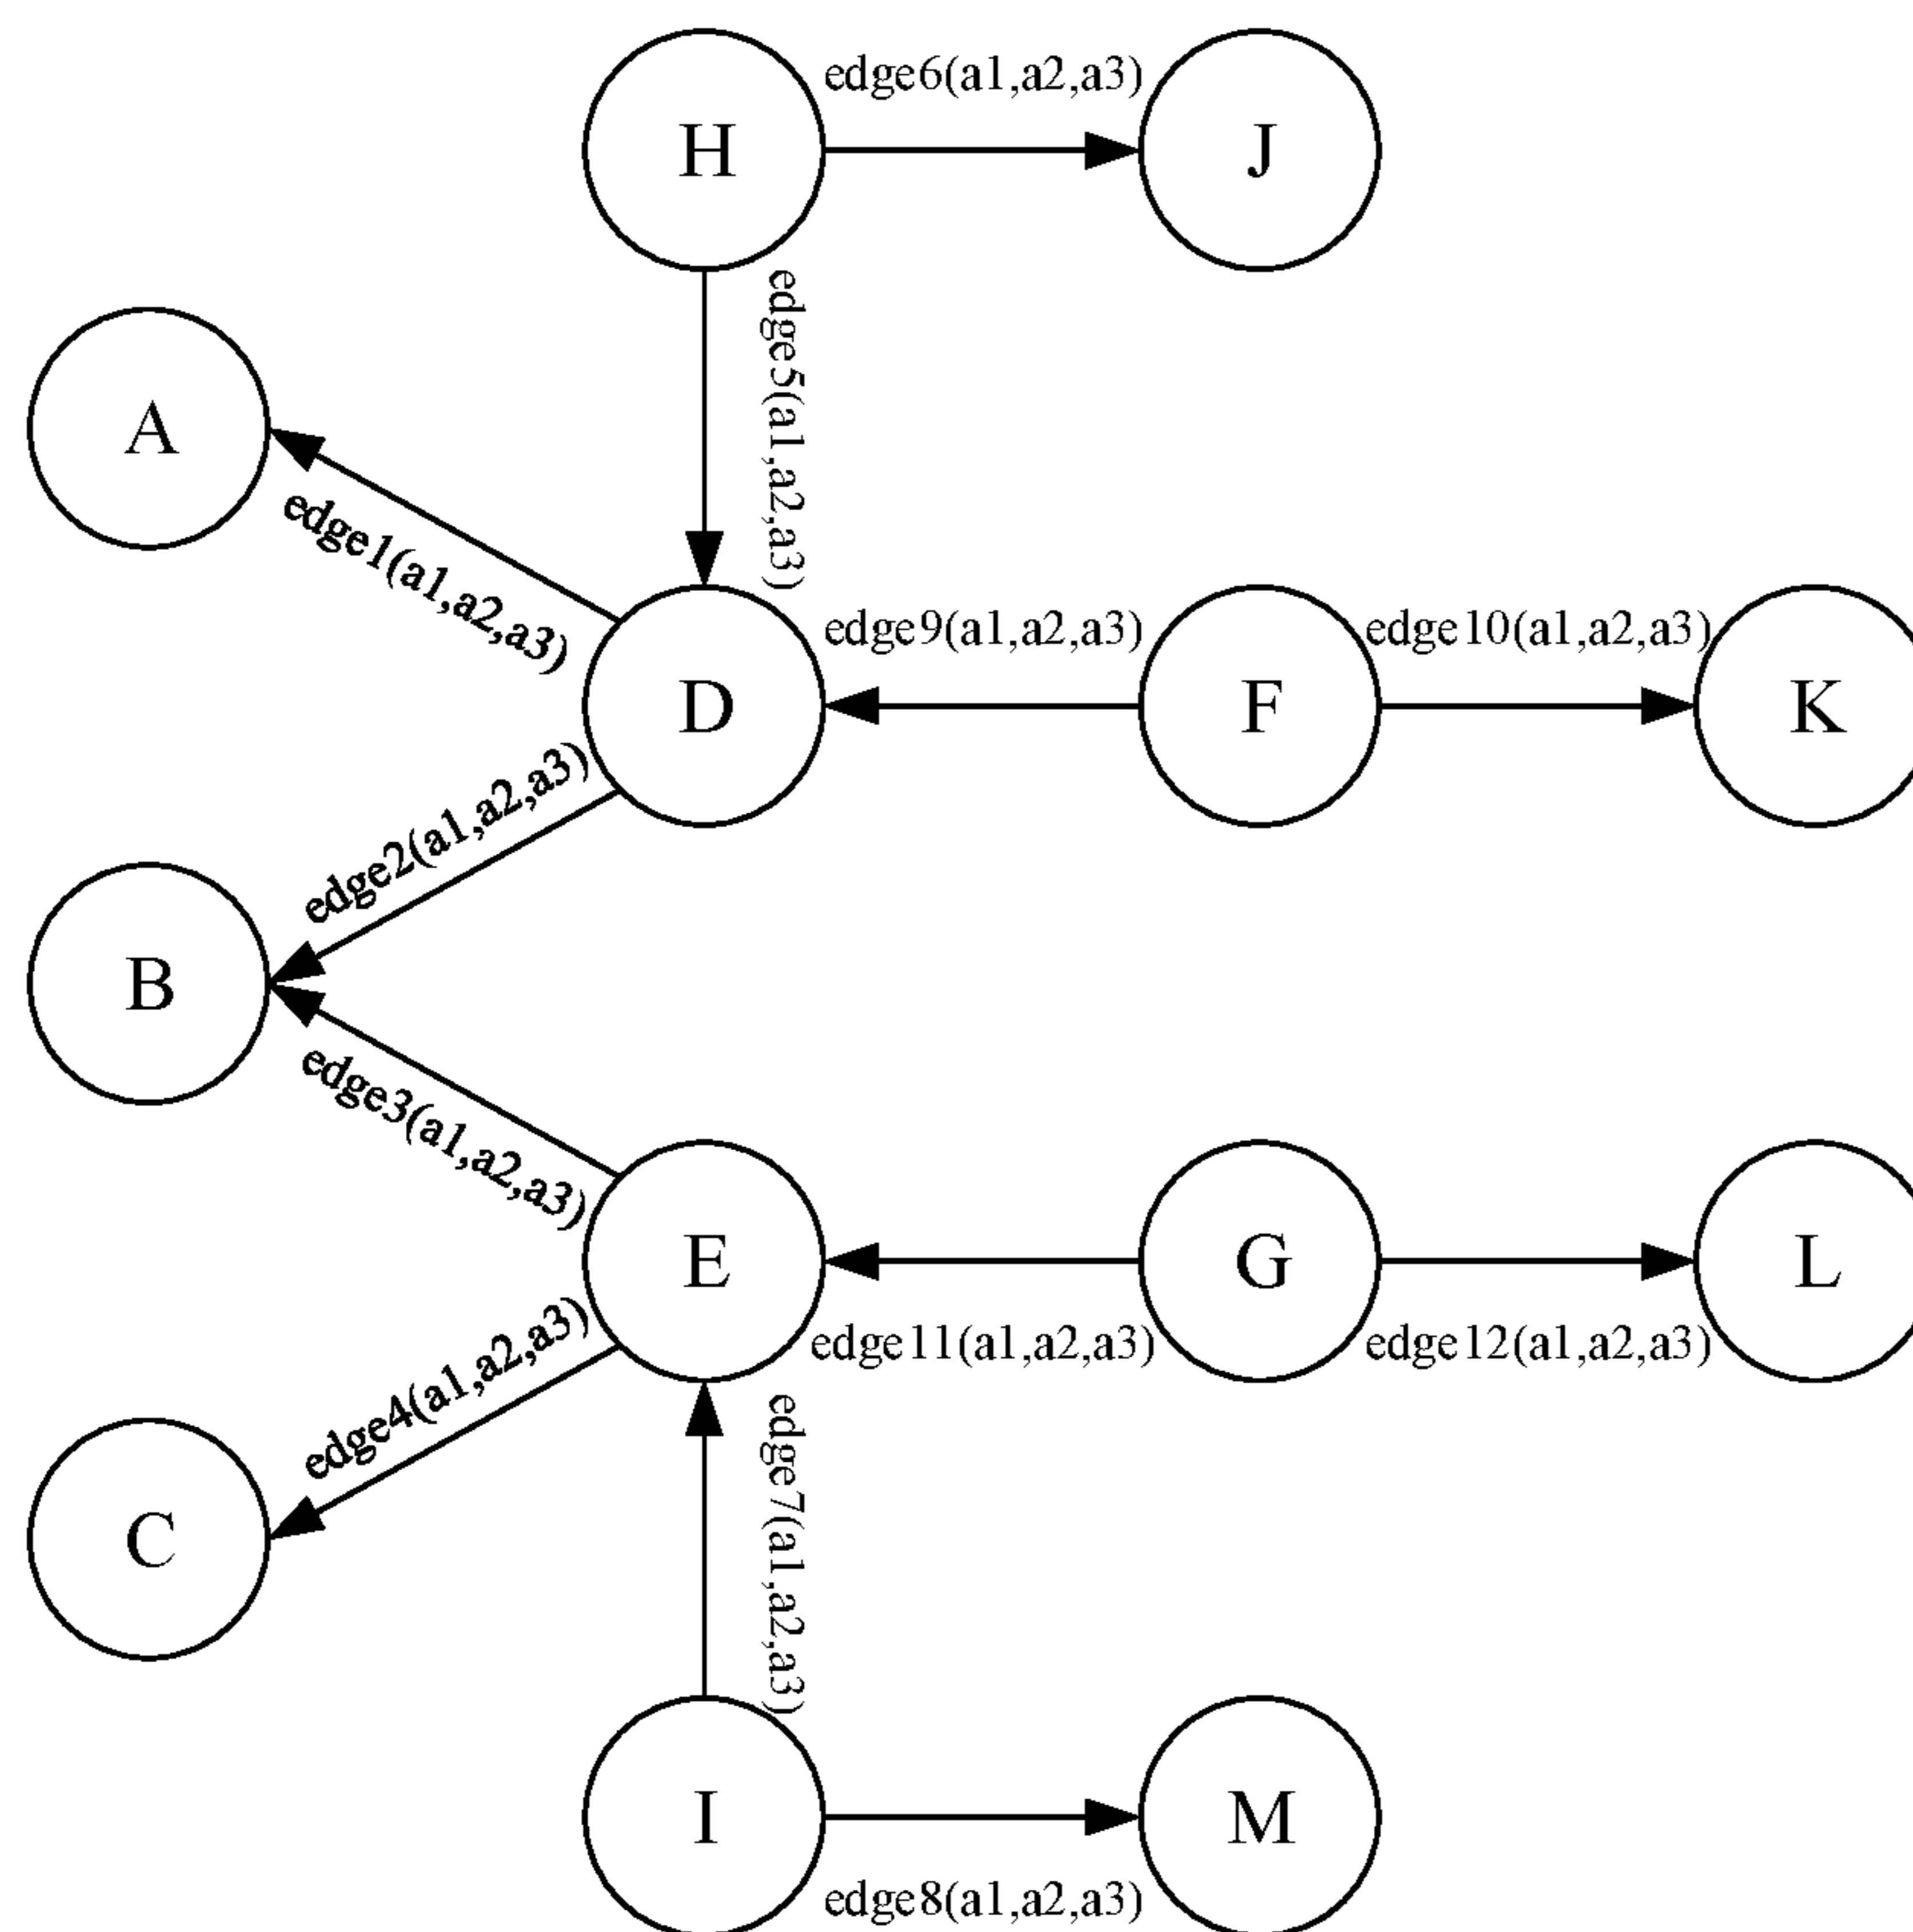 H
edge6(a1,a2,a3)
J
edge5(a1,a2,a3)
A
edge1(a1,a2,a3)
D
edge9(a1,a2,a3)
F
edge10(a1,a2,a3)
K
edge2(a1,a2,a3)
B
edge3(a1,a2,a3)
E
edge11(a1,a2,a3)
G
edge12(a1,a2,a3)
L
edge4(a1,a2,a3)
C
edge7(a1,a2,a3)
I
edge8(a1,a2,a3)
M